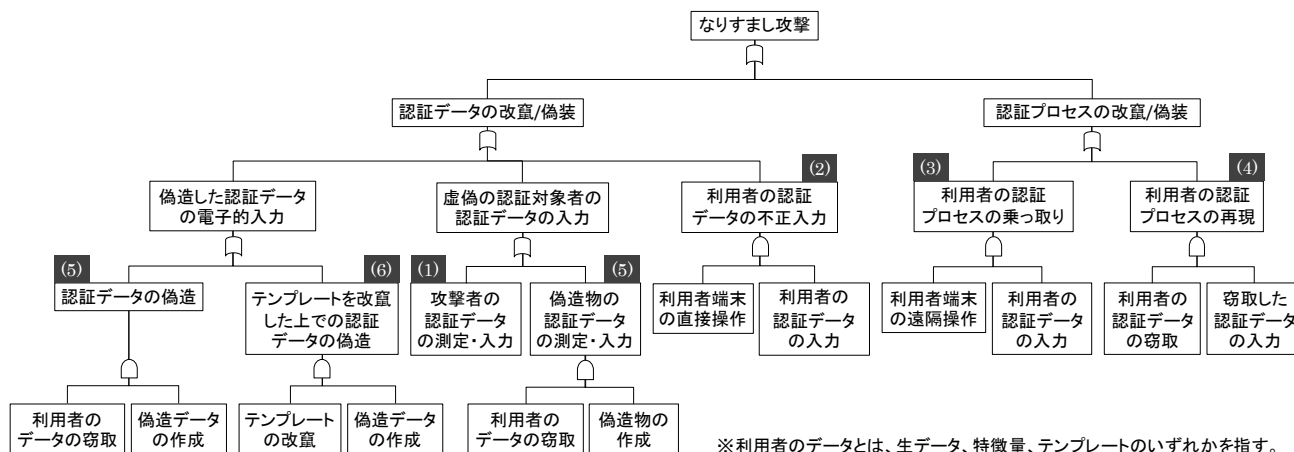 なりすまし攻撃
認証データの改竄/偽装
認証プロセスの改竄/偽装
(2)
(3)
(4)
偽造した認証データ
の電子的入力
虚偽の認証対象者の
認証データの入力
利用者の認証
データの不正入力
利用者の認証
プロセスの乗っ取り
利用者の認証
プロセスの再現
(5)
(6)
(1)
(5)
認証データの偽造
テンプレートを改竄
した上での認証
データの偽造
攻撃者の
認証データ
の測定・入力
偽造物の
認証データ
の測定・入力
利用者端末
の直接操作
利用者の
認証データ
の入力
利用者端末
の遠隔操作
利用者の
認証データ
の入力
利用者の
認証データ
の窃取
窃取した
認証データ
の入力
利用者の
データの窃取
偽造データ
の作成
テンプレート
の改竄
偽造データ
の作成
利用者の
データの窃取
偽造物の
作成
※利用者のデータとは、生データ、特徴量、テンプレートのいずれかを指す。